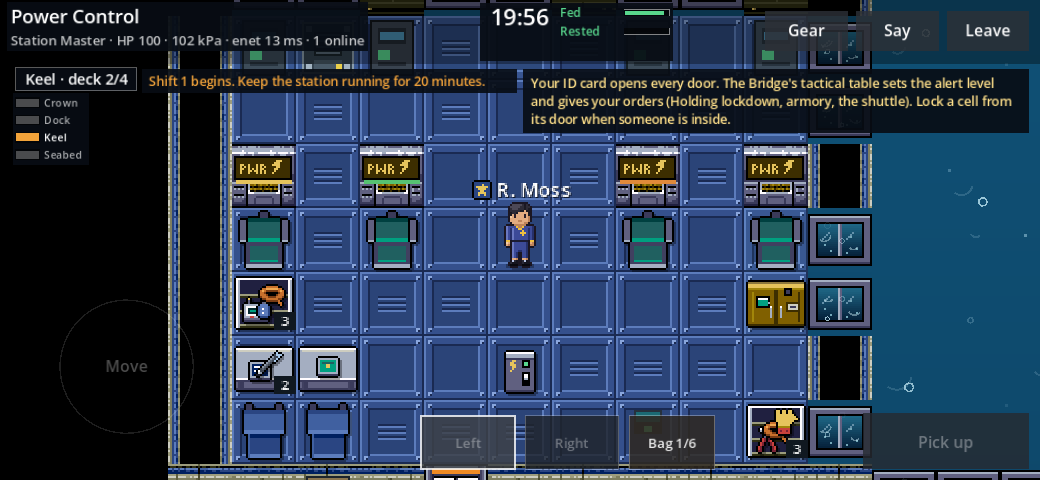 Power Control
Station Master · HP 100 · 102 kPa · enet 13 ms · 1 online
19:56
Fed
Rested
Gear
Say
Leave
Keel · deck 2/4
Shift 1 begins. Keep the station running for 20 minutes.
Your ID card opens every door. The Bridge's tactical table sets the alert level
and gives your orders (Holding lockdown, armory, the shuttle). Lock a cell from
its door when someone is inside.
Crown
Dock
Keel
Seabed
PWR
PWR
PWR
PWR
R. Moss
3
Move
2
Left
Right
Bag 1/6
3
Pick up